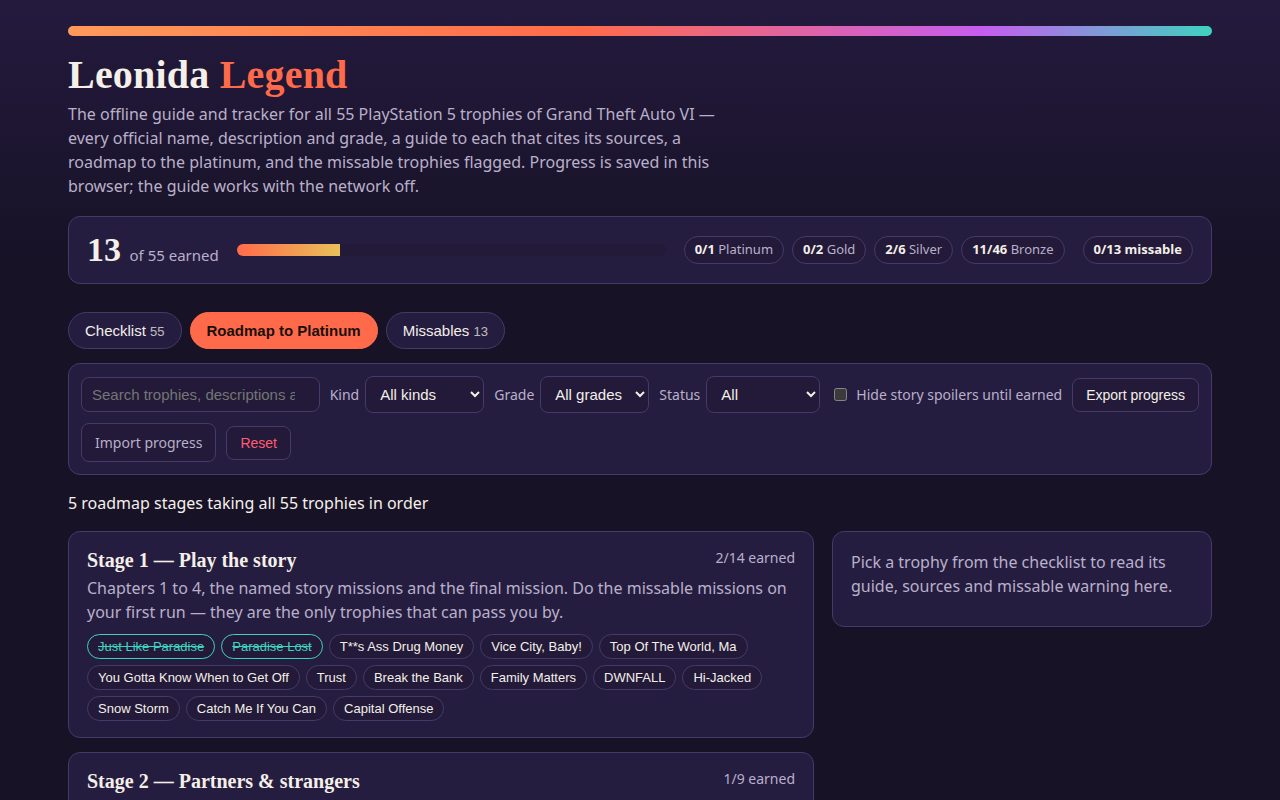 Leonida Legend
The offline guide and tracker for all 55 PlayStation 5 trophies of Grand Theft Auto VI —
every official name, description and grade, a guide to each that cites its sources, a
roadmap to the platinum, and the missable trophies flagged. Progress is saved in this
browser; the guide works with the network off.
13 of 55 earned 0/1 Platinum 0/2 Gold 2/6 Silver 11/46 Bronze 0/13 missable
Checklist 55 Roadmap to Platinum Missables 13
Search trophies, descriptions a Kind All kinds Grade All grades Status All Hide story spoilers until earned Export progress
Import progress Reset
5 roadmap stages taking all 55 trophies in order
Stage 1 — Play the story 2/14 earned
Chapters 1 to 4, the named story missions and the final mission. Do the missable missions on
your first run — they are the only trophies that can pass you by.
Just Like Paradise Paradise Lost T**s Ass Drug Money Vice City, Baby! Top Of The World, Ma
You Gotta Know When to Get Off Trust Break the Bank Family Matters DWNFALL Hi-Jacked
Snow Storm Catch Me If You Can Capital Offense
Pick a trophy from the checklist to read its
guide, sources and missable warning here.
Stage 2 — Partners & strangers 1/9 earned